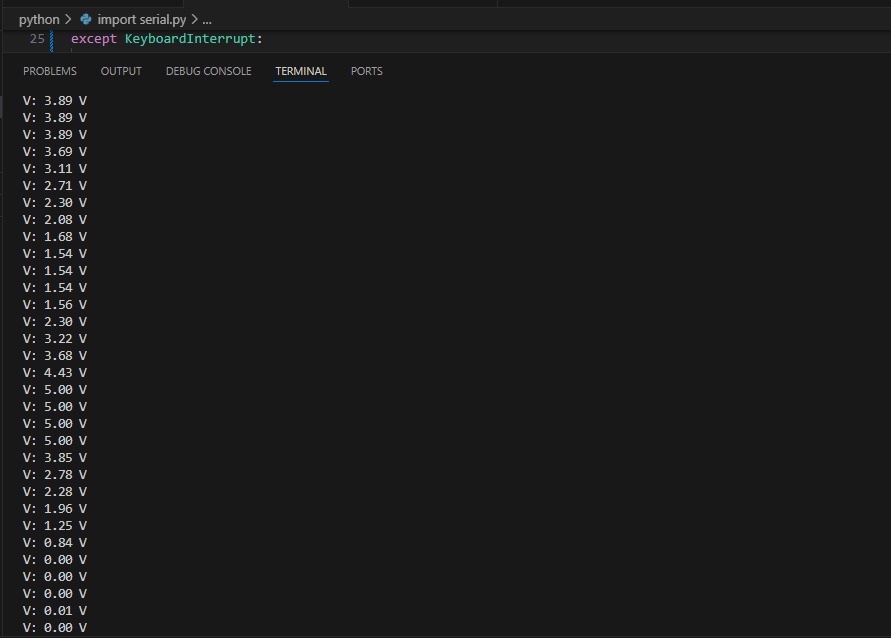 python > import serial.py > ...
25 except KeyboardInterrupt:
PROBLEMS OUTPUT DEBUG CONSOLE TERMINAL PORTS
V: 3.89 V
V: 3.89 V
V: 3.89 V
V: 3.69 V
V: 3.11 V
V: 2.71 V
V: 2.30 V
V: 2.08 V
V: 1.68 V
V: 1.54 V
V: 1.54 V
V: 1.54 V
V: 1.56 V
V: 2.30 V
V: 3.22 V
V: 3.68 V
V: 4.43 V
V: 5.00 V
V: 5.00 V
V: 5.00 V
V: 5.00 V
V: 3.85 V
V: 2.78 V
V: 2.28 V
V: 1.96 V
V: 1.25 V
V: 0.84 V
V: 0.00 V
V: 0.00 V
V: 0.00 V
V: 0.01 V
V: 0.00 V